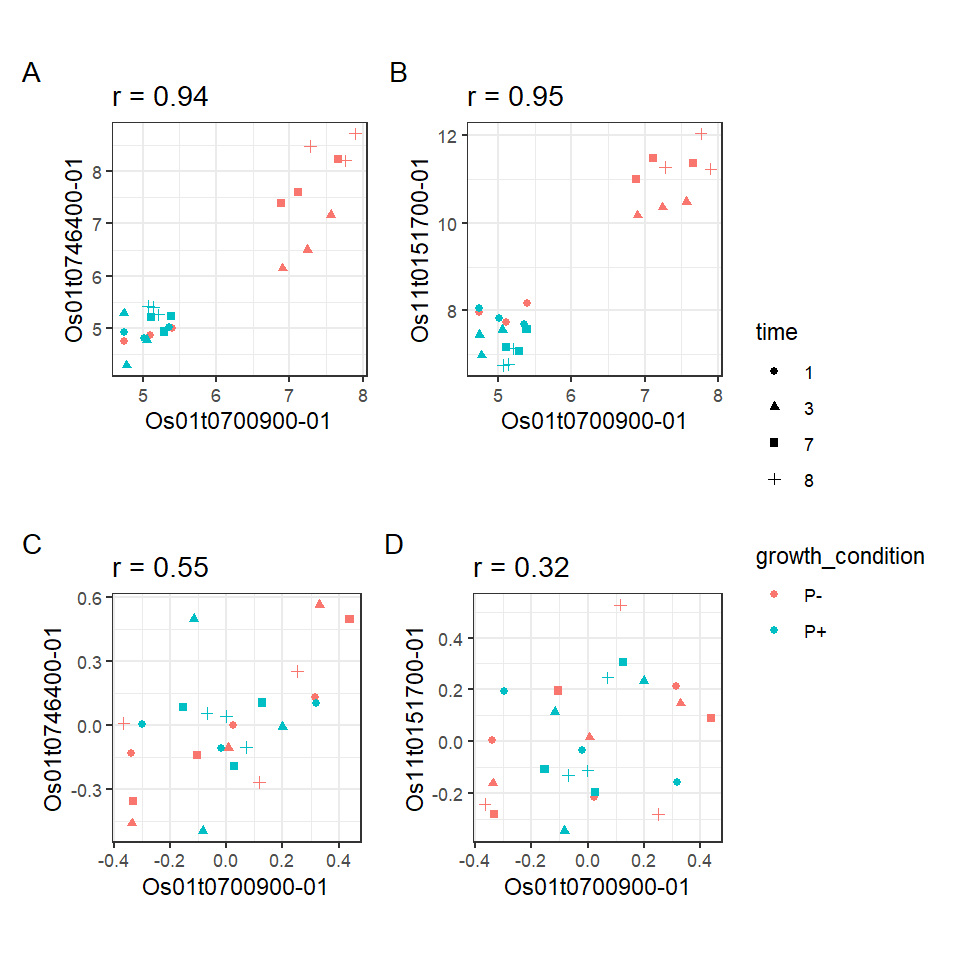 A
r = 0.94
Os01t0746400-01
8
7
6
5
5
6
7
8
Os01t0700900-01
B
r = 0.95
Os11t0151700-01
12
10
8
5
6
7
8
Os01t0700900-01
time
1
3
7
8
growth_condition
P-
P+
C
r = 0.55
Os01t0746400-01
0.6
0.3
0.0
-0.3
-0.4
-0.2
0.0
0.2
0.4
Os01t0700900-01
D
r = 0.32
Os11t0151700-01
0.4
0.2
0.0
-0.2
-0.4
-0.2
0.0
0.2
0.4
Os01t0700900-01